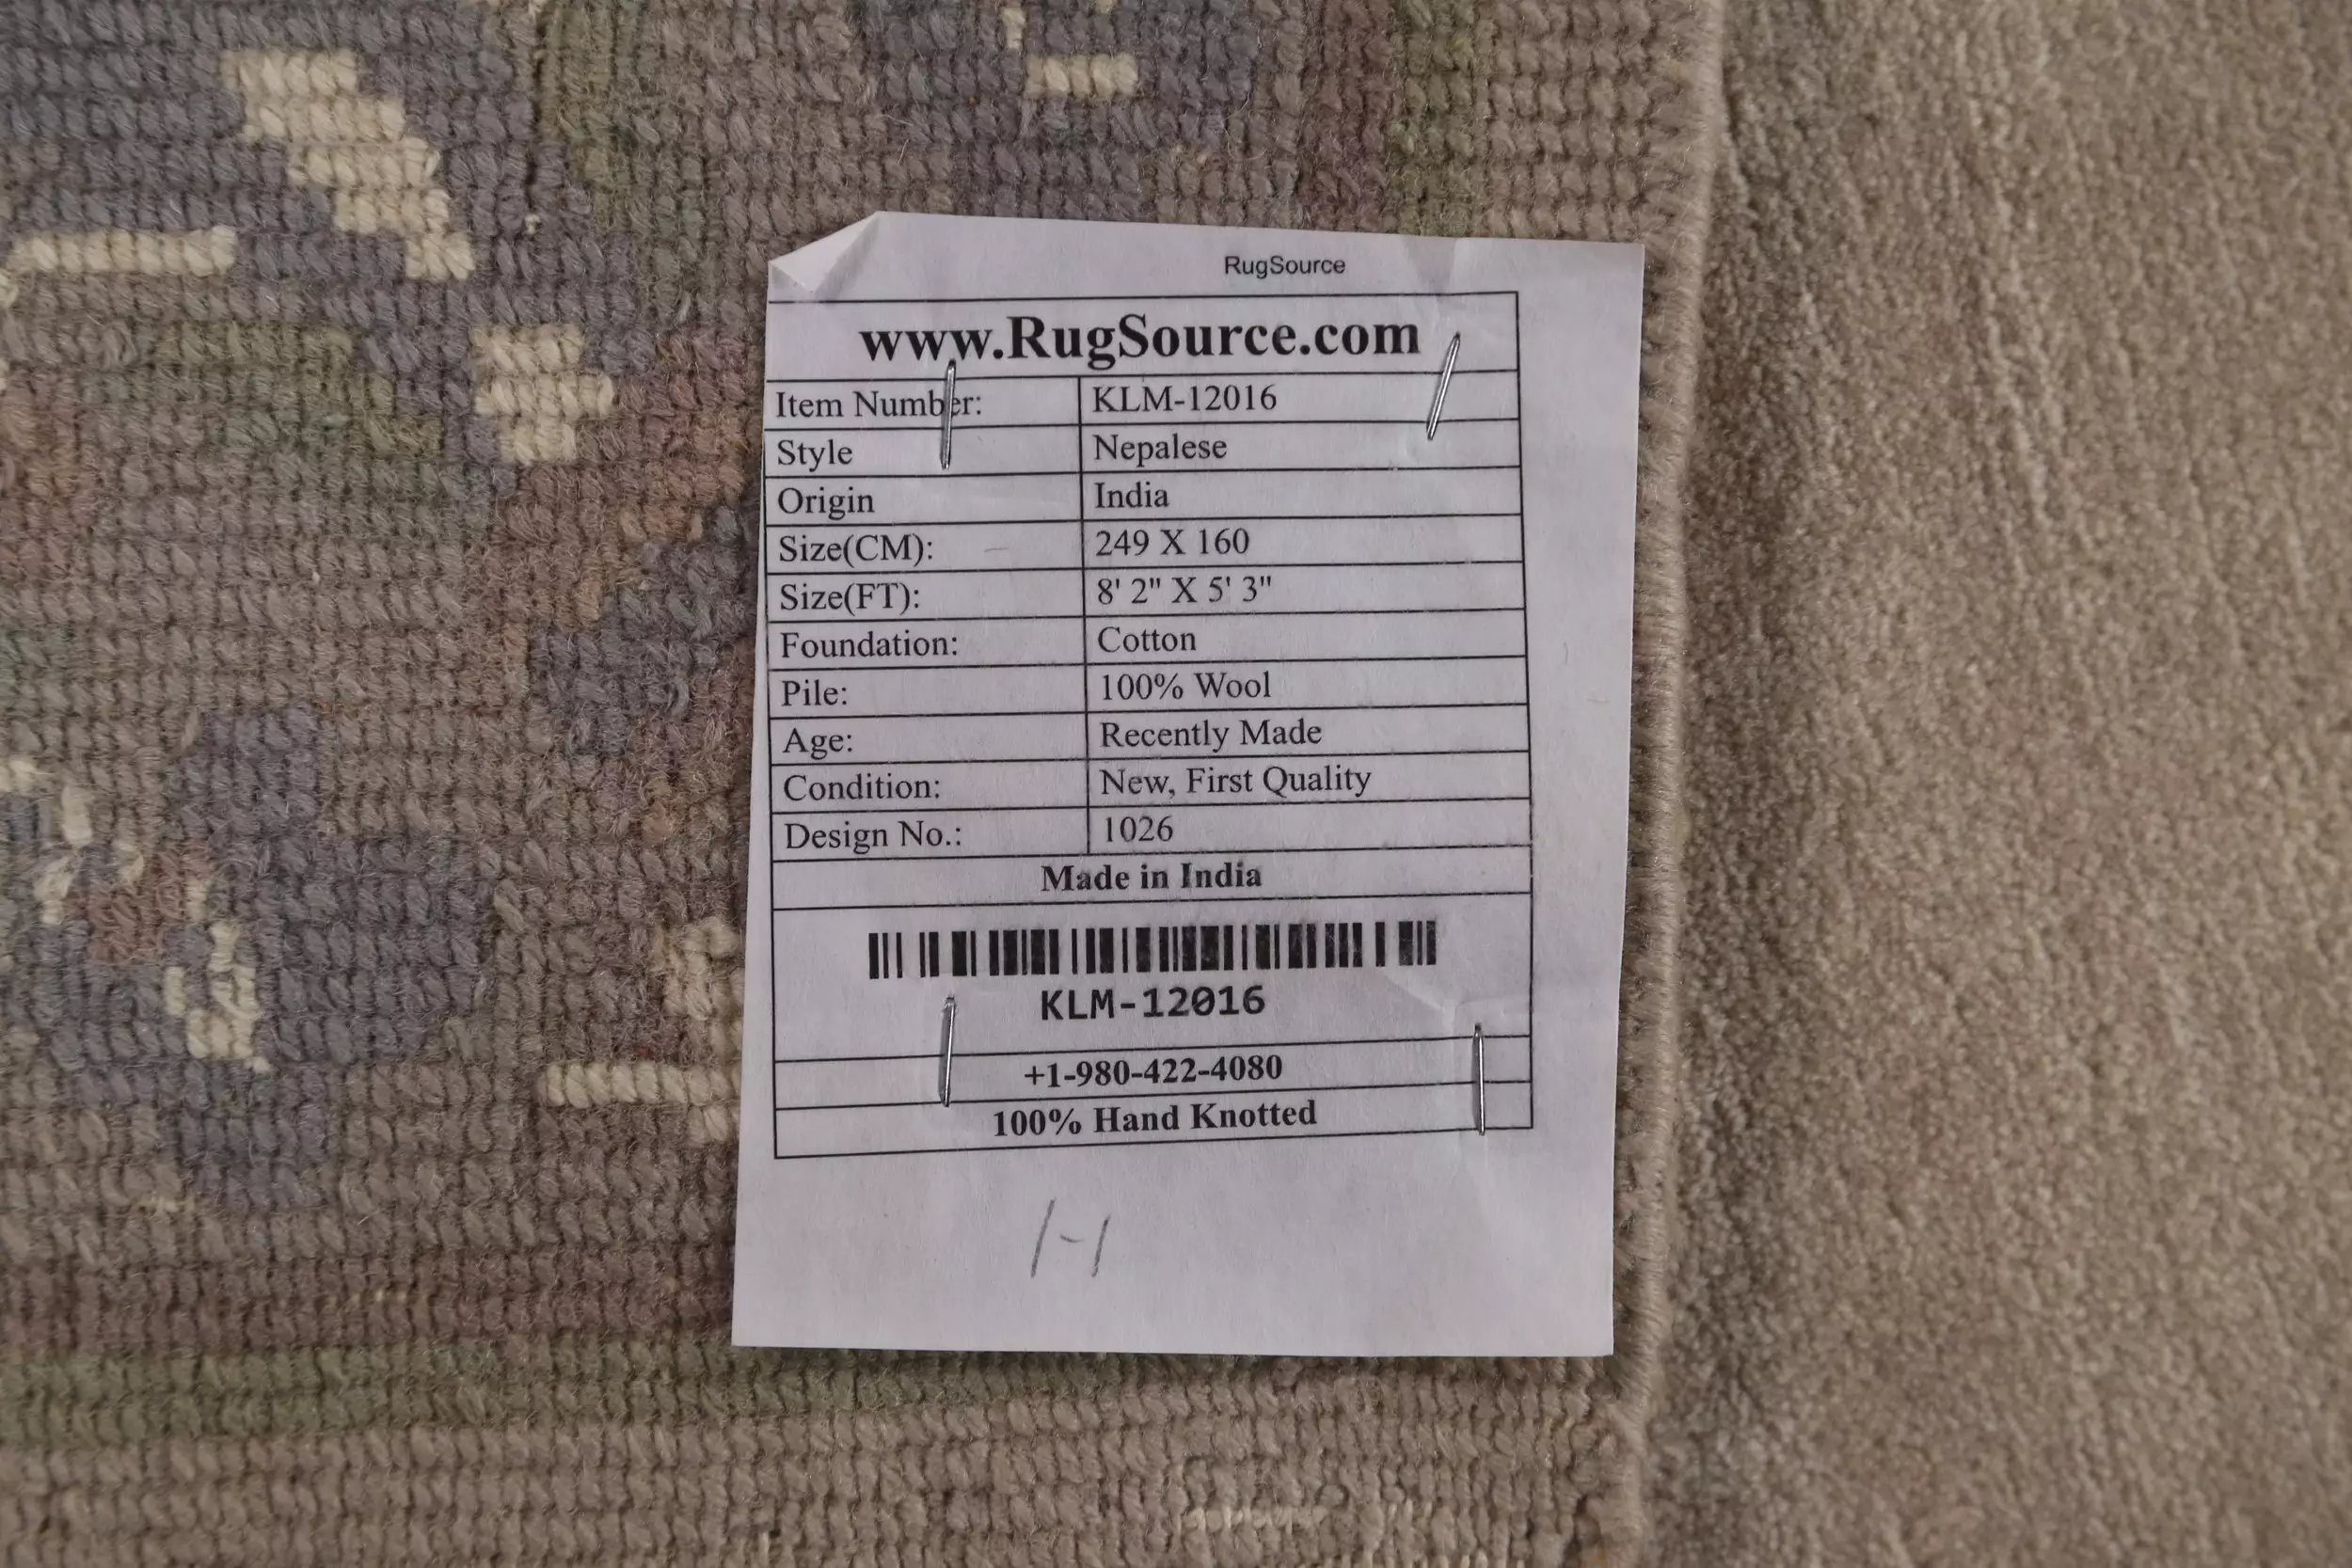 RugSource
www.RugSource.com
Item Number: KLM-12016
Style Nepalese
Origin India
Size(CM): 249 X 160
Size(FT): 8' 2" X 5' 3"
Foundation: Cotton
Pile: 100% Wool
Age: Recently Made
Condition: New, First Quality
Design No.: 1026
Made in India
KLM-12016
+1-980-422-4080
100% Hand Knotted
1-1